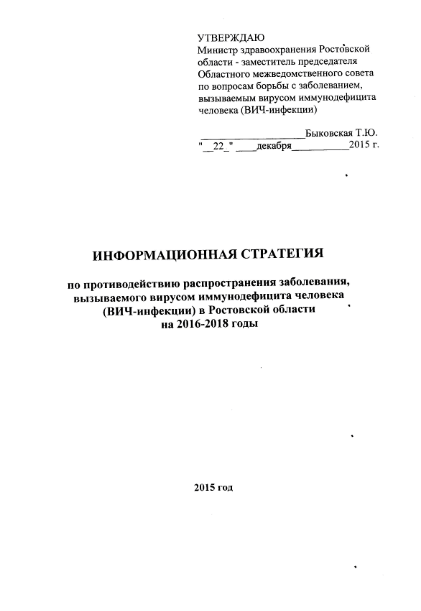 УТВЕРЖДАЮ
Министр здравоохранения Ростовской
области - заместитель председателя
Областного межведомственного совета
по вопросам борьбы с заболеванием,
вызываемым вирусом иммунодефицита
человека (ВИЧ-инфекции)
____________________Быковская Т.Ю.
"__22_" ____декабря___________2015 г.
ИНФОРМАЦИОННАЯ СТРАТЕГИЯ
по противодействию распространения заболевания,
вызываемого вирусом иммунодефицита человека
(ВИЧ-инфекции) в Ростовской области
на 2016-2018 годы
2015 год